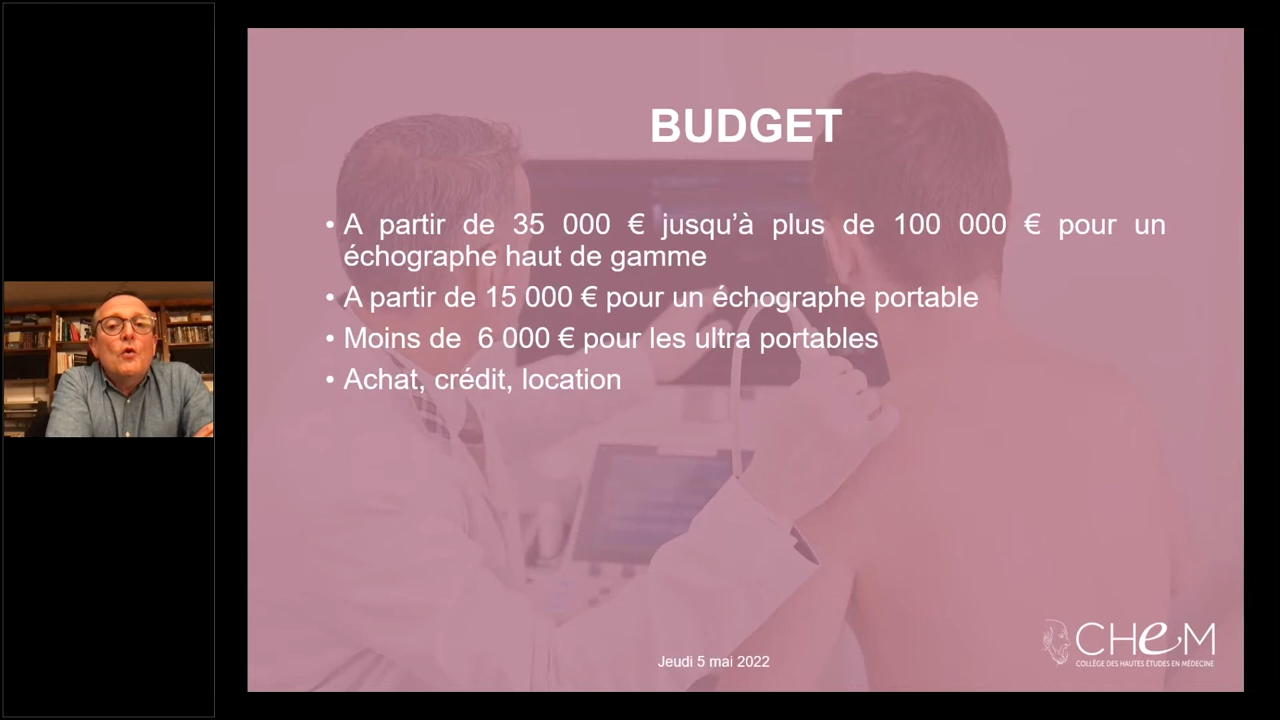 BUDGET
• A partir de 35 000 € jusqu’à plus de 100 000 € pour un
échographe haut de gamme
• A partir de 15 000 € pour un échographe portable
• Moins de  6 000 € pour les ultra portables
• Achat, crédit, location
Jeudi 5 mai 2022
CHeM
COLLÈGE DES HAUTES ÉTUDES EN MÉDECINE